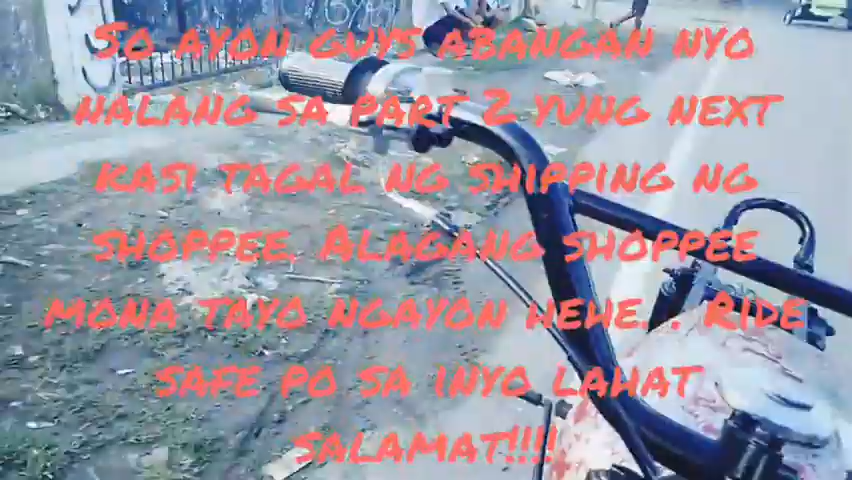 So ayon guys abangan nyo
nalang sa part 2 yung next
kasi tagal ng shipping ng
shoppee. Alagang shoppee
mona tayo ngayon hehe. . Ride
safe po sa inyo lahat
salamat!!!!